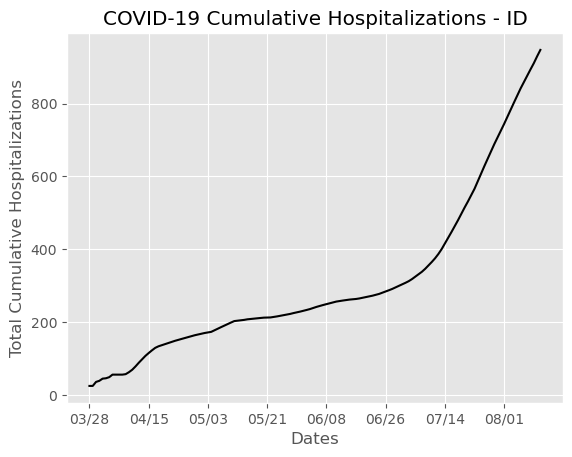 COVID-19 Cumulative Hospitalizations - ID
Total Cumulative Hospitalizations
800
600
400
200
0
03/28 04/15 05/03 05/21 06/08 06/26 07/14 08/01
Dates